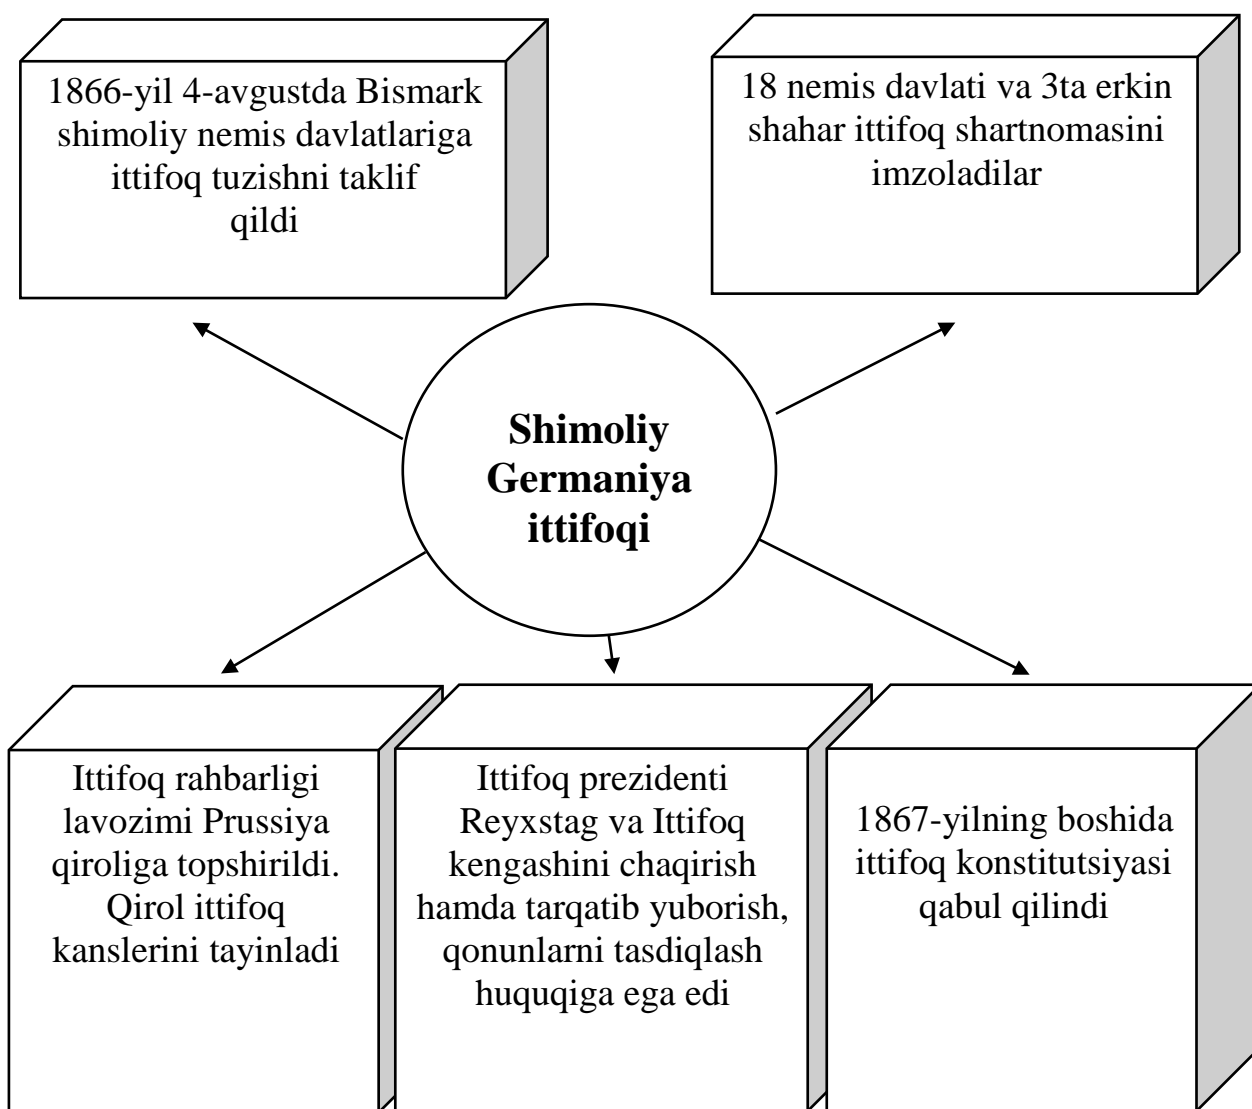 1866-yil 4-avgustda Bismark
shimoliy nemis davlatlariga
ittifoq tuzishni taklif
qildi
18 nemis davlati va 3ta erkin
shahar ittifoq shartnomasini
imzoladilar
Shimoliy
Germaniya
ittifoqi
Ittifoq rahbarligi
lavozimi Prussiya
qiroliga topshirildi.
Qirol ittifoq
kanslerini tayinladi
Ittifoq prezidenti
Reyxstag va Ittifoq
kengashini chaqirish
hamda tarqatib yuborish,
qonunlarni tasdiqlash
huquqiga ega edi
1867-yilning boshida
ittifoq konstitutsiyasi
qabul qilindi